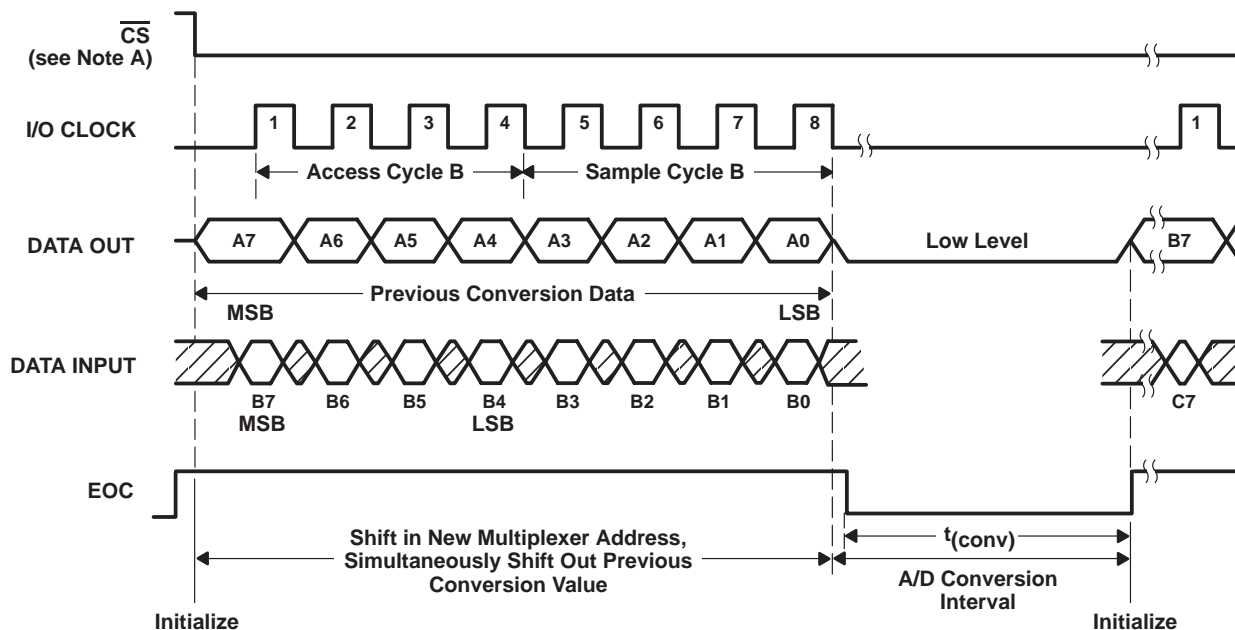 CS
(see Note A)
I/O CLOCK
1 2 3 4 5 6 7 8 1
Access Cycle B Sample Cycle B
DATA OUT
A7 A6 A5 A4 A3 A2 A1 A0 Low Level B7
Previous Conversion Data
MSB LSB
DATA INPUT
B7 B6 B5 B4 B3 B2 B1 B0 C7
MSB LSB
EOC
Shift in New Multiplexer Address,
Simultaneously Shift Out Previous
Conversion Value
t(conv)
A/D Conversion
Interval
Initialize Initialize